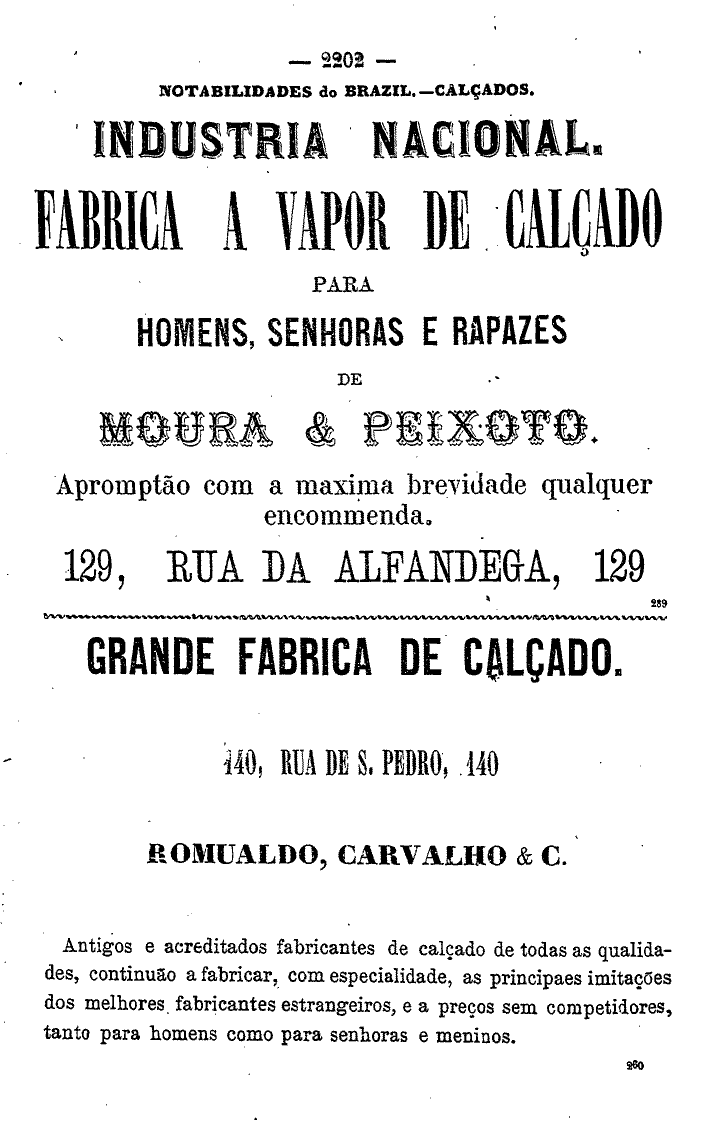 — 2202 —
NOTABILIDADES do BRAZIL.—CALÇADOS.
INDUSTRIA NACIONAL.
FABRICA A VAPOR DE CALÇADO
PARA
HOMENS, SENHORAS E RAPAZES
DE
MOURA & PEIXOTO.
Apromptão com a maxima brevidade qualquer
encommenda.
129, RUA DA ALFANDEGA, 129
259
GRANDE FABRICA DE CALÇADO.
140, RUA DE S. PEDRO, 140
ROMUALDO, CARVALHO & C.
Antigos e acreditados fabricantes de calçado de todas as qualida-
des, continuão a fabricar, com especialidade, as principaes imitações
dos melhores fabricantes estrangeiros, e a preços sem competidores,
tanto para homens como para senhoras e meninos.
260